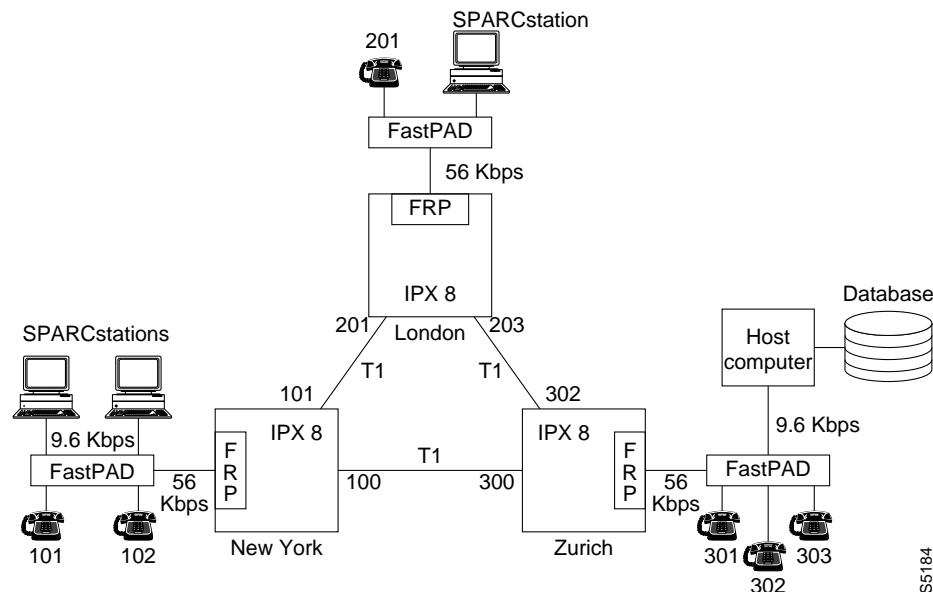 SPARCstation
201
FastPAD
56 Kbps
FRP
IPX 8
201
London
203
SPARCstations
T1
T1
Database
Host
computer
101
302
9.6 Kbps
IPX 8
IPX 8
9.6 Kbps
FastPAD
56
Kbps
F
R
P
100
T1
300
F
R
P
56
Kbps
FastPAD
101
102
New York
Zurich
301
302
303
S5184